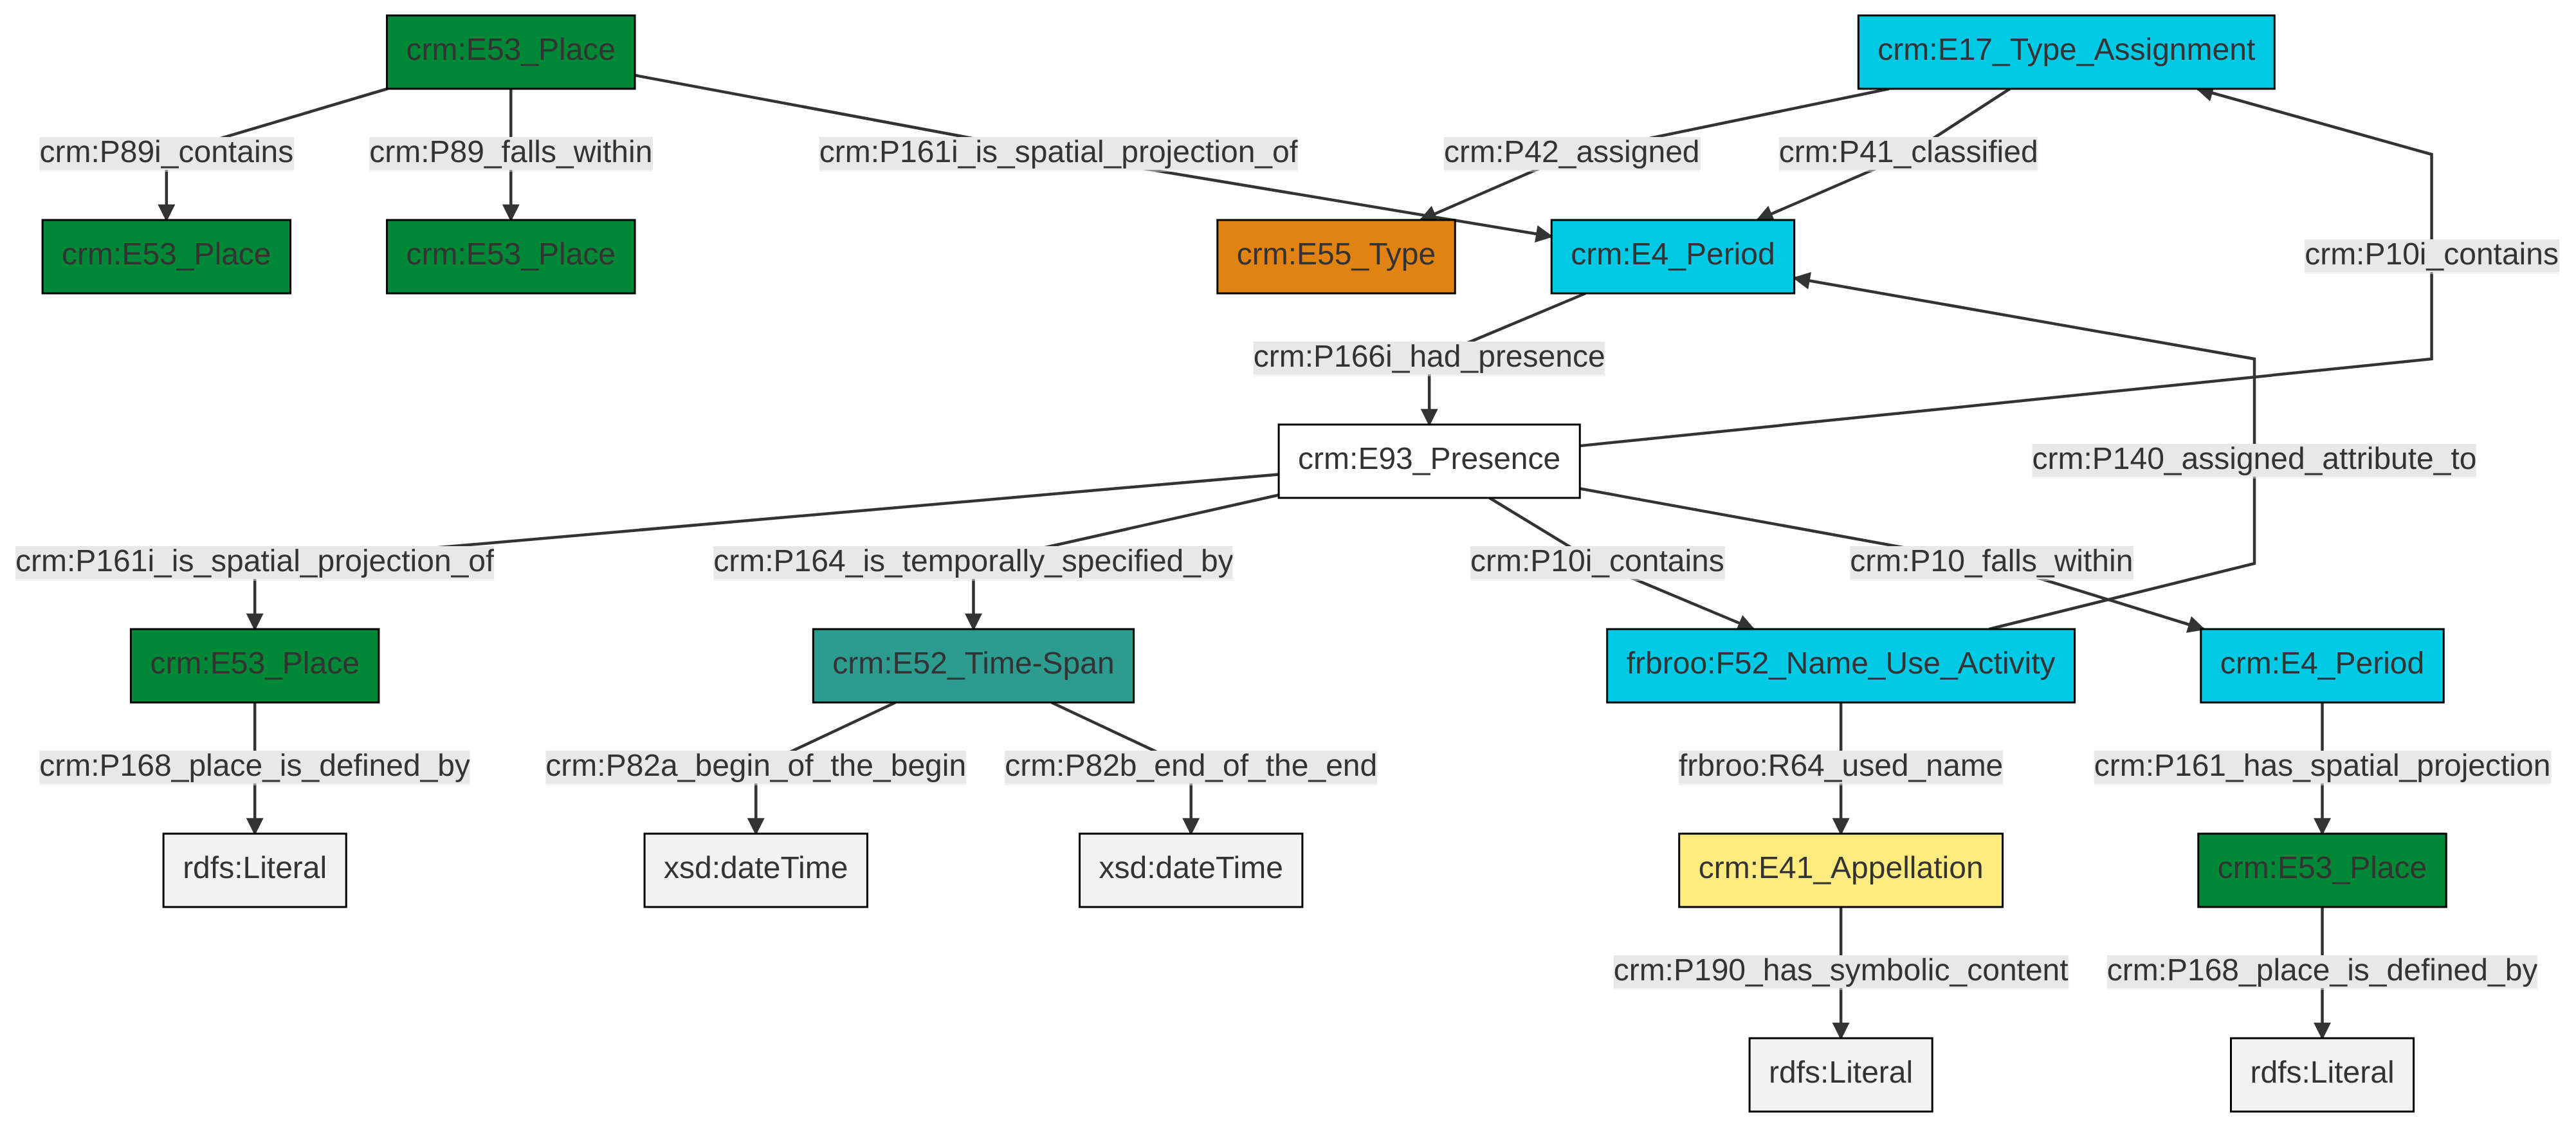 crm:E53_Place
crm:E17_Type_Assignment
crm:P89i_contains
crm:P89_falls_within
crm:P161i_is_spatial_projection_of
crm:P42_assigned
crm:P41_classified
crm:E53_Place
crm:E53_Place
crm:E55_Type
crm:E4_Period
crm:P10i_contains
crm:P166i_had_presence
crm:E93_Presence
crm:P140_assigned_attribute_to
crm:P161i_is_spatial_projection_of
crm:P164_is_temporally_specified_by
crm:P10i_contains
crm:P10_falls_within
crm:E53_Place
crm:E52_Time-Span
frbroo:F52_Name_Use_Activity
crm:E4_Period
crm:P168_place_is_defined_by
crm:P82a_begin_of_the_begin
crm:P82b_end_of_the_end
frbroo:R64_used_name
crm:P161_has_spatial_projection
rdfs:Literal
xsd:dateTime
xsd:dateTime
crm:E41_Appellation
crm:E53_Place
crm:P190_has_symbolic_content
crm:P168_place_is_defined_by
rdfs:Literal
rdfs:Literal